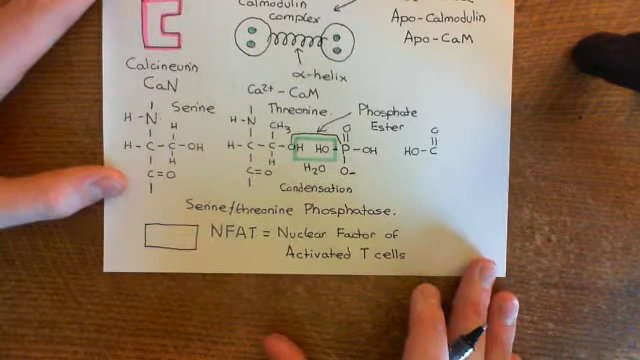 Calmodulin
complex
Apo-Calmodulin
Apo-CaM
α-helix
Calcineurin
CaN
Ca2+-CaM
Serine
Threonine
Phosphate
Ester
H-N
H
H-C-C-OH
H
C=O
H-N
CH3
H-C-C-OH HO-P-OH
H
O
O-
C=O
H2O
O
HO-C
Condensation
Serine/threonine Phosphatase.
NFAT = Nuclear Factor of
Activated T cells